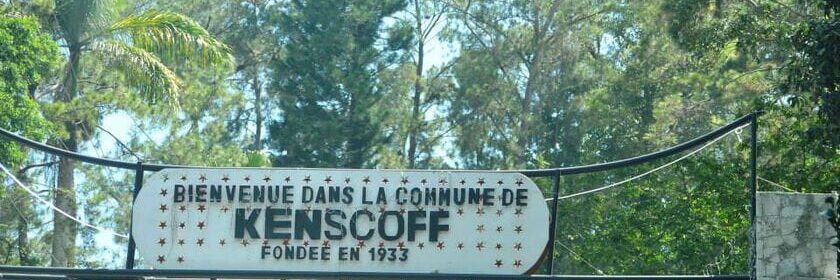 BIENVENUE DANS LA COMMUNE DE
KENSCOFF
FONDEE EN 1933